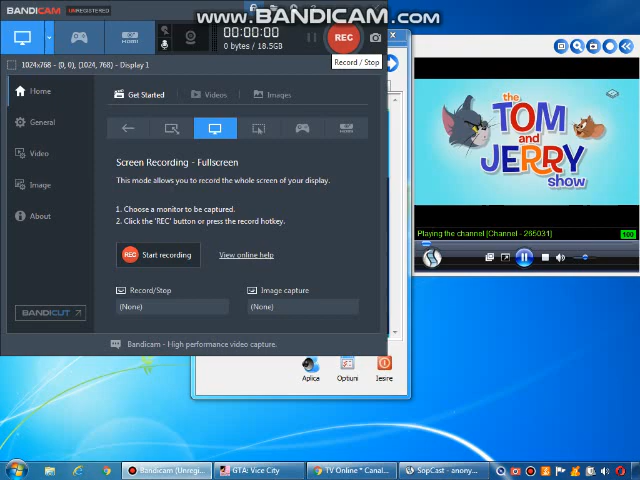 www.BANDICAM.com
BANDICAM UNREGISTERED
HDMI
00:00:00
0 bytes / 18.5GB
REC
Record / Stop
1024x768 - (0, 0), (1024, 768) - Display 1
Home
General
Video
Image
About
BANDICUT
Get Started
Videos
Images
HDMI
Screen Recording - Fullscreen
This mode allows you to record the whole screen of your display.
1. Choose a monitor to be captured.
2. Click the 'REC' button or press the record hotkey.
REC Start recording
View online help
Record/Stop
(None)
Image capture
(None)
Bandicam - High performance video capture.
the
TOM
and
JERRY
show
Playing the channel [Channel - 265031]
100
Aplica
Optiuni
Iesire
Bandicam (Unregi...
GTA: Vice City
TV Online * Canal...
SopCast - anony...